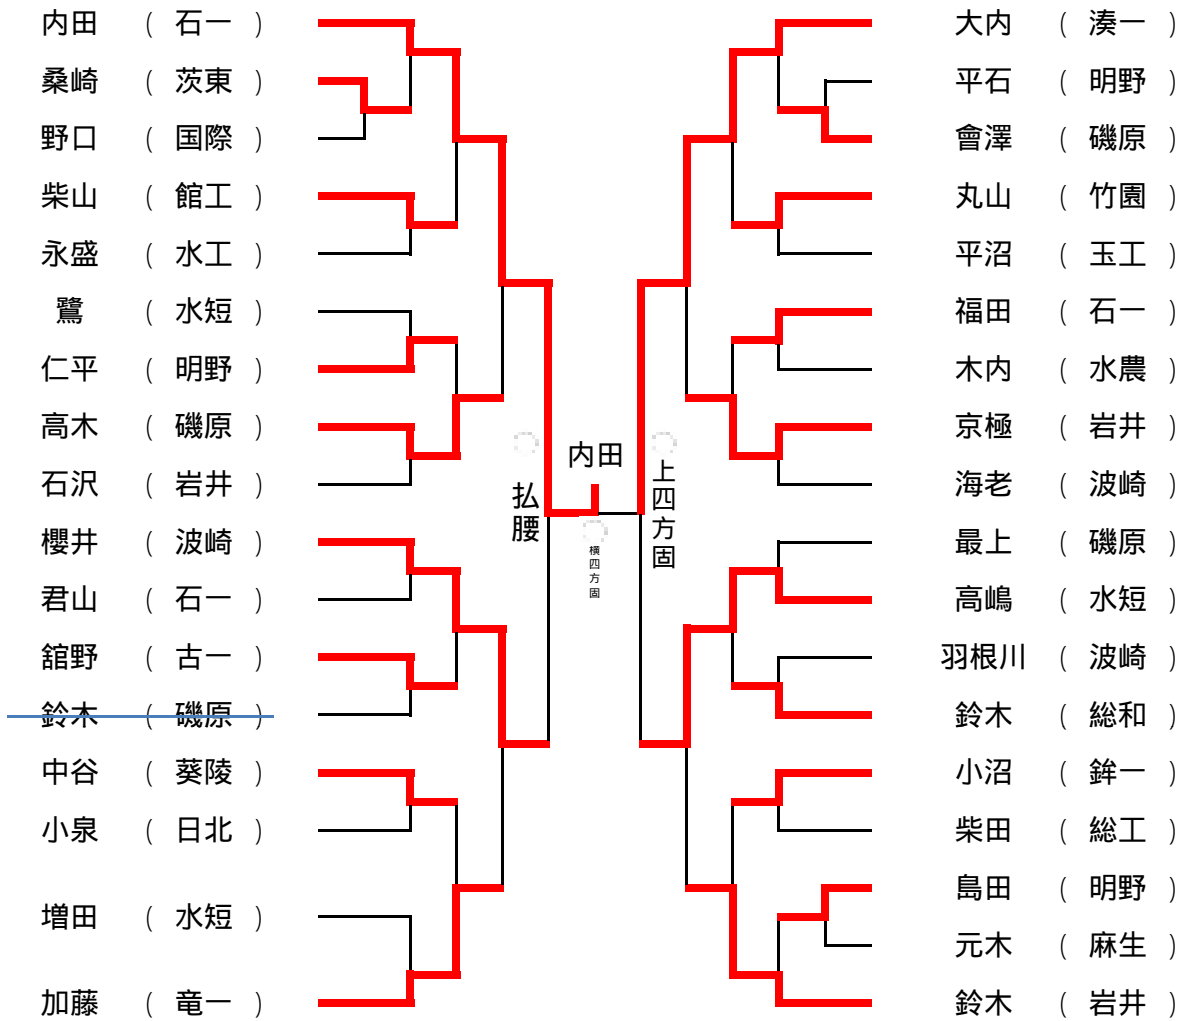 内田 ( 石一 )
桑崎 ( 茨東 )
野口 ( 国際 )
柴山 ( 館工 )
永盛 ( 水工 )
鷺 ( 水短 )
仁平 ( 明野 )
高木 ( 磯原 )
石沢 ( 岩井 )
櫻井 ( 波崎 )
君山 ( 石一 )
舘野 ( 古一 )
鈴木 ( 磯原 )
中谷 ( 葵陵 )
小泉 ( 日北 )
増田 ( 水短 )
加藤 ( 竜一 )
払腰
内田
横四方固
上四方固
大内 ( 湊一 )
平石 ( 明野 )
會澤 ( 磯原 )
丸山 ( 竹園 )
平沼 ( 玉工 )
福田 ( 石一 )
木内 ( 水農 )
京極 ( 岩井 )
海老 ( 波崎 )
最上 ( 磯原 )
高嶋 ( 水短 )
羽根川 ( 波崎 )
鈴木 ( 総和 )
小沼 ( 鉾一 )
柴田 ( 総工 )
島田 ( 明野 )
元木 ( 麻生 )
鈴木 ( 岩井 )